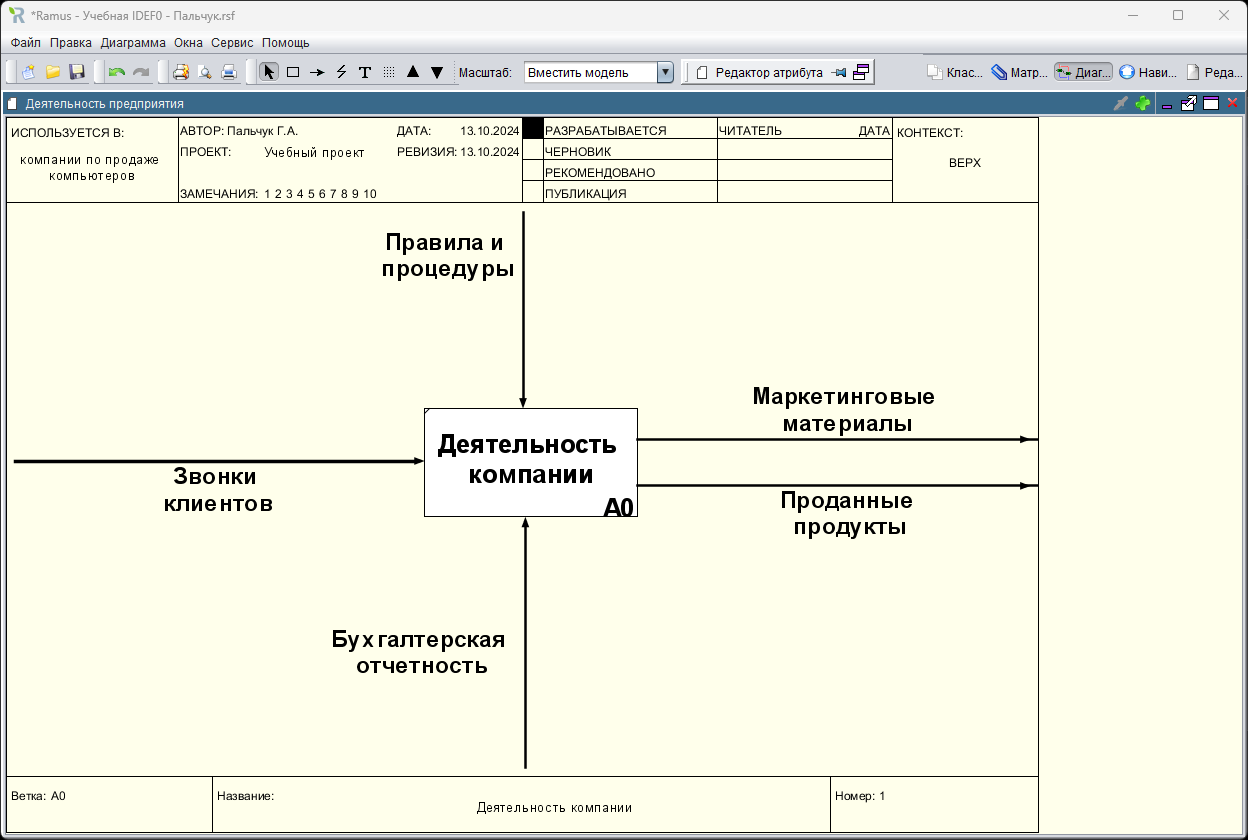 *Ramus - Учебная IDEF0 - Пальчук.rsf
Файл Правка Диаграмма Окна Сервис Помощь
Масштаб: Вместить модель Редактор атрибута Клас... Матр... Диаг... Нави... Реда...
Деятельность предприятия
ИСПОЛЬЗУЕТСЯ В:
компании по продаже
компьютеров
АВТОР: Пальчук Г.А. ДАТА: 13.10.2024
ПРОЕКТ: Учебный проект РЕВИЗИЯ: 13.10.2024
ЗАМЕЧАНИЯ: 1 2 3 4 5 6 7 8 9 10
РАЗРАБАТЫВАЕТСЯ
ЧЕРНОВИК
РЕКОМЕНДОВАНО
ПУБЛИКАЦИЯ
ЧИТАТЕЛЬ ДАТА
КОНТЕКСТ:
ВЕРХ
Правила и
процедуры
Маркетинговые
материалы
Деятельность
компании
A0
Звонки
клиентов
Проданные
продукты
Бухгалтерская
отчетность
Ветка: A0
Название:
Деятельность компании
Номер: 1